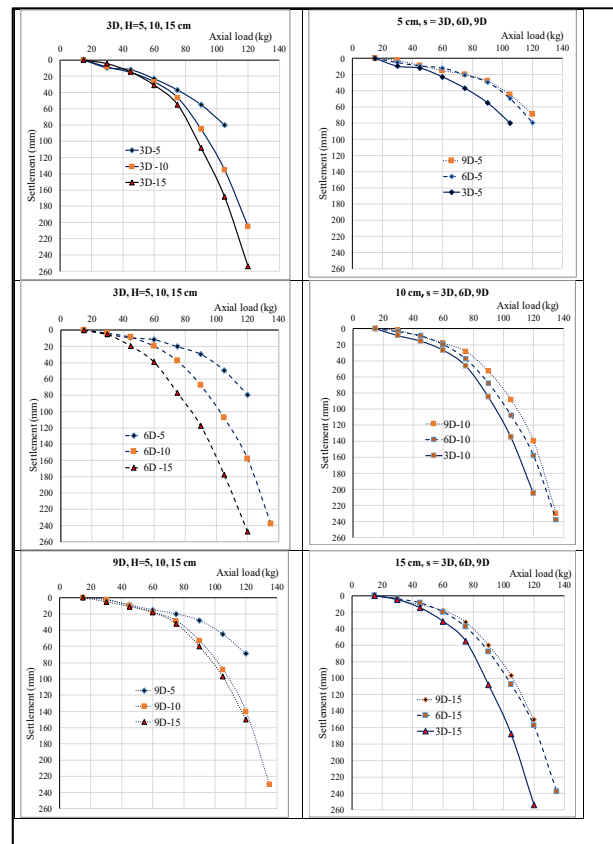 3D, H=5, 10, 15 cm
Axial load (kg)
0 20 40 60 80 100 120 140
0
20
40
60
80
100
120
140
160
180
200
220
240
260
Settlement (mm)
3D-5
3D -10
3D-15
5 cm, s = 3D, 6D, 9D
Axial load (kg)
0 20 40 60 80 100 120 140
0
20
40
60
80
100
120
140
160
180
200
220
240
260
Settlement (mm)
9D-5
6D-5
3D-5
3D, H=5, 10, 15 cm
Axial load (kg)
0 20 40 60 80 100 120 140
0
20
40
60
80
100
120
140
160
180
200
220
240
260
Settlement (mm)
6D-5
6D-10
6D -15
10 cm, s = 3D, 6D, 9D
Axial load (kg)
0 20 40 60 80 100 120 140
0
20
40
60
80
100
120
140
160
180
200
220
240
260
Settlement (mm)
9D-10
6D-10
3D-10
9D, H=5, 10, 15 cm
Axial load (kg)
0 20 40 60 80 100 120 140
0
20
40
60
80
100
120
140
160
180
200
220
240
260
Settlement (mm)
9D-5
9D-10
9D-15
15 cm, s = 3D, 6D, 9D
Axial load (kg)
0 20 40 60 80 100 120 140
0
20
40
60
80
100
120
140
160
180
200
220
240
260
Settlement (mm)
9D-15
6D-15
3D-15